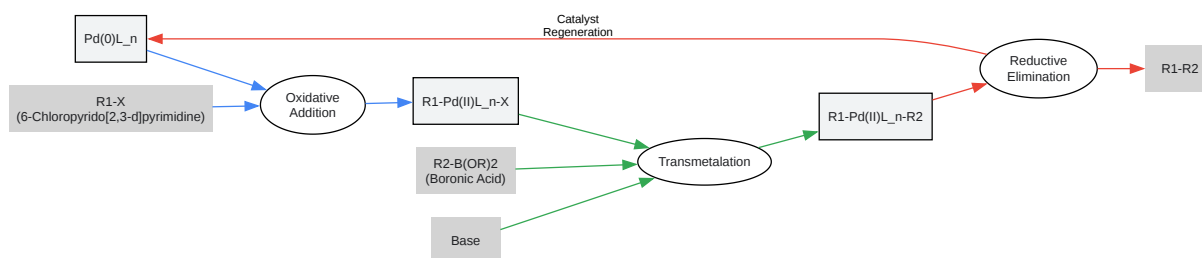 Catalyst
Regeneration
Pd(0)L_n
R1-X
(6-Chloropyrido[2,3-d]pyrimidine)
Oxidative
Addition
R1-Pd(II)L_n-X
R2-B(OR)2
(Boronic Acid)
Base
Transmetalation
R1-Pd(II)L_n-R2
Reductive
Elimination
R1-R2